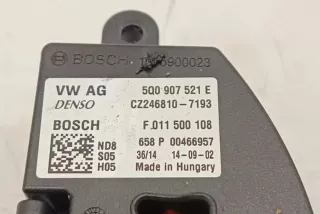 BOSCH
VW AG 5Q0 907 521 E
DENSO CZ246810-7193
BOSCH F 011 500 108
ND8 658 P 00466957
S05 36/14 14-09-02
H05 Made in Hungary